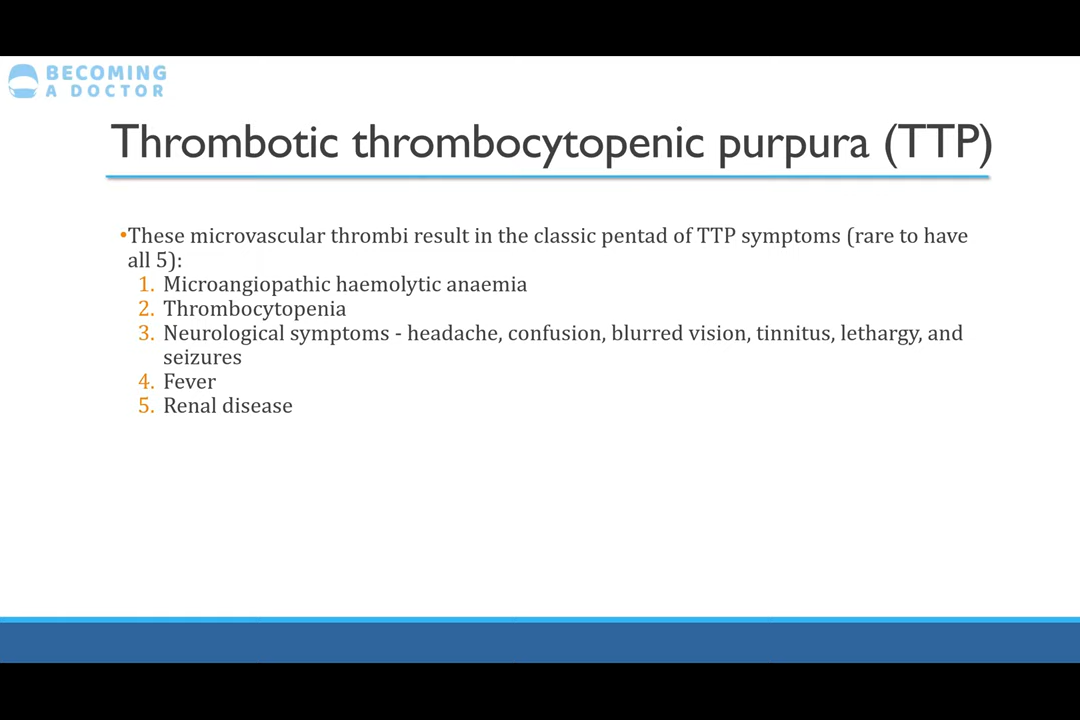 BECOMING
A DOCTOR
Thrombotic thrombocytopenic purpura (TTP)
•These microvascular thrombi result in the classic pentad of TTP symptoms (rare to have
all 5):
1. Microangiopathic haemolytic anaemia
2. Thrombocytopenia
3. Neurological symptoms - headache, confusion, blurred vision, tinnitus, lethargy, and
seizures
4. Fever
5. Renal disease